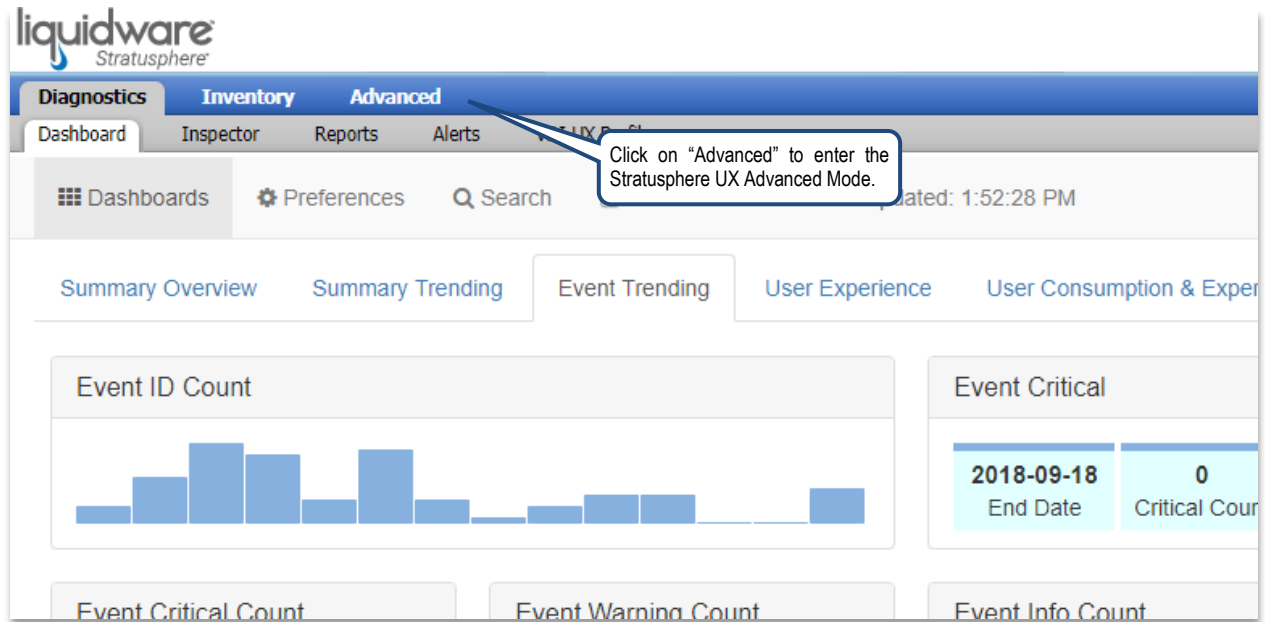 liquidware
Stratusphere
Diagnostics Inventory Advanced
Dashboard Inspector Reports Alerts
Click on “Advanced” to enter the
Stratusphere UX Advanced Mode.
Dashboards Preferences Search 1:52:28 PM
Summary Overview Summary Trending Event Trending User Experience User Consumption &
Event ID Count Event Critical
2018-09-18 0
End Date Critical
Event Critical Count Event Warning Count Event Info Count